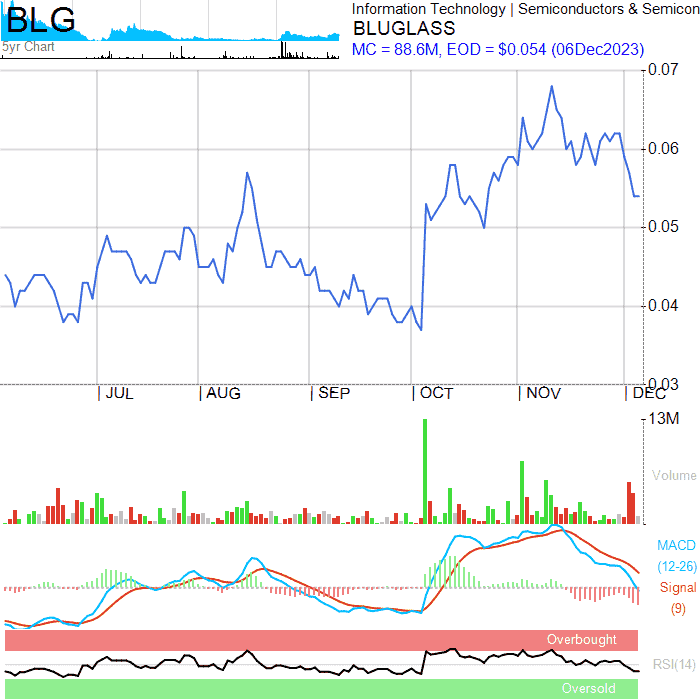 BLG
5yr Chart
Information Technology | Semiconductors & Semicon
BLUGLASS
MC = 88.6M, EOD = $0.054 (06Dec2023)
0.07
0.06
0.05
0.04
0.03
| JUL | AUG | SEP | OCT | NOV | DEC
13M
Volume
MACD
(12-26)
Signal
(9)
Overbought
RSI(14)
Oversold